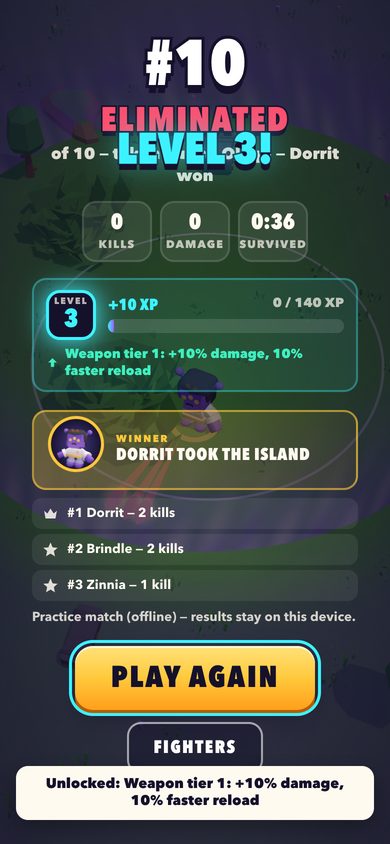 #10
ELIMINATED
LEVEL 3!
of 10 – – Dorrit
won
0
KILLS
0
DAMAGE
0:36
SURVIVED
LEVEL
3
+10 XP
0 / 140 XP
Weapon tier 1: +10% damage, 10%
faster reload
WINNER
DORRIT TOOK THE ISLAND
#1 Dorrit – 2 kills
#2 Brindle – 2 kills
#3 Zinnia – 1 kill
Practice match (offline) – results stay on this device.
PLAY AGAIN
FIGHTERS
Unlocked: Weapon tier 1: +10% damage,
10% faster reload